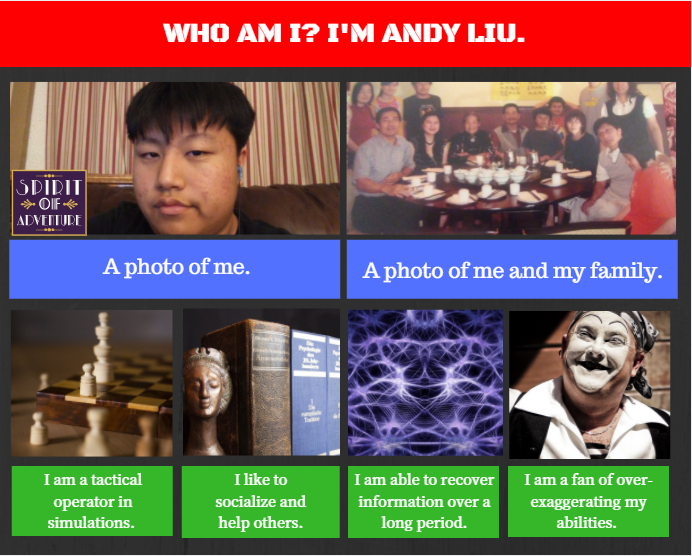 WHO AM I? I'M ANDY LIU.
SPIRIT
OF
ADVENTURE
A photo of me.
A photo of me and my family.
I am a tactical
operator in
simulations.
I like to
socialize and
help others.
I am able to recover
information over a
long period.
I am a fan of over-
exaggerating my
abilities.